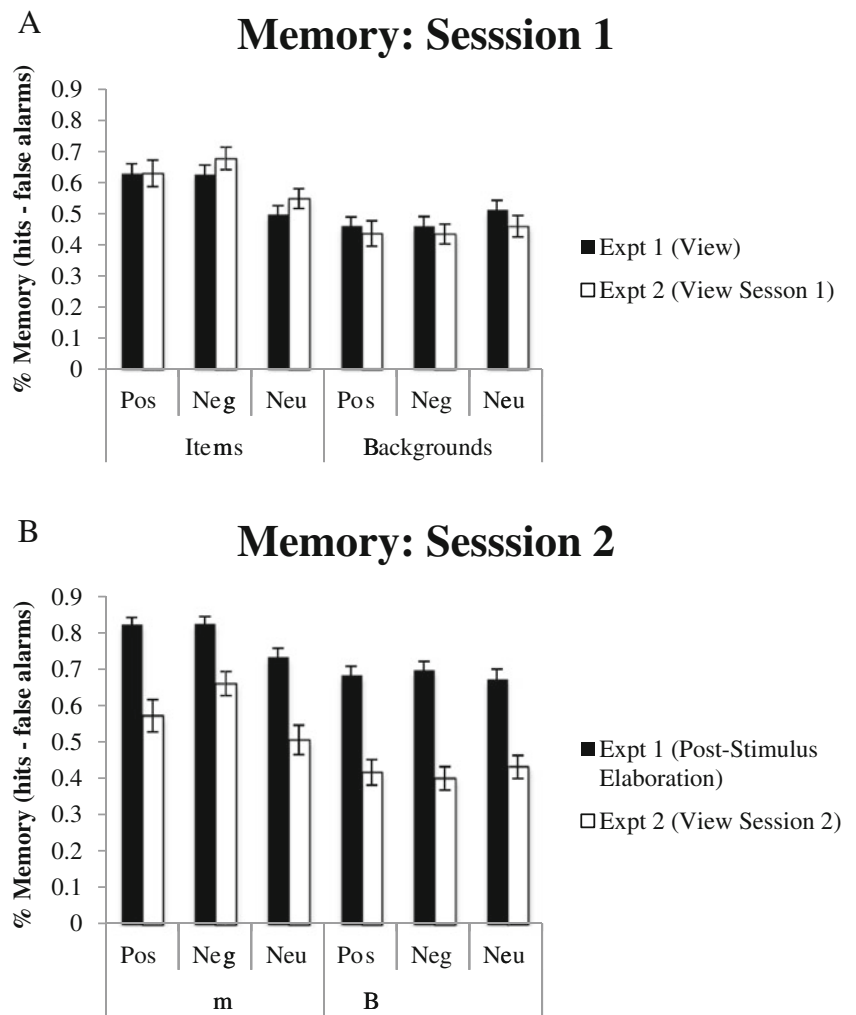 A
Memory: Sesssion 1
% Memory (hits - false alarms)
0.9
0.8
0.7
0.6
0.5
0.4
0.3
0.2
0.1
0
Pos Neg Neu Pos Neg Neu
Items Backgrounds
Expt 1 (View)
Expt 2 (View Sesson 1)
B
Memory: Sesssion 2
% Memory (hits - false alarms)
0.9
0.8
0.7
0.6
0.5
0.4
0.3
0.2
0.1
0
Pos Neg Neu Pos Neg Neu
m B
Expt 1 (Post-Stimulus
Elaboration)
Expt 2 (View Session 2)